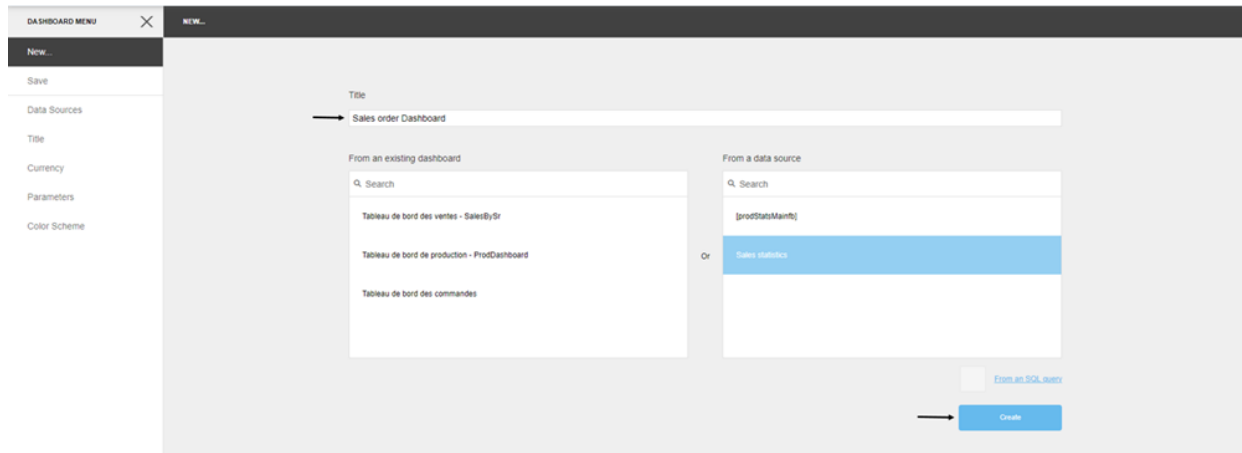 DASHBOARD MENU
NEW...
New...
Save
Data Sources
Title
Currency
Parameters
Color Scheme
Title
Sales order Dashboard
From an existing dashboard
Search
Tableau de bord des ventes - SalesBySr
Tableau de bord de production - ProdDashboard
Tableau de bord des commandes
Or
From a data source
Search
[prodStatsMainfb]
Sales statistics
From an SQL query
Create